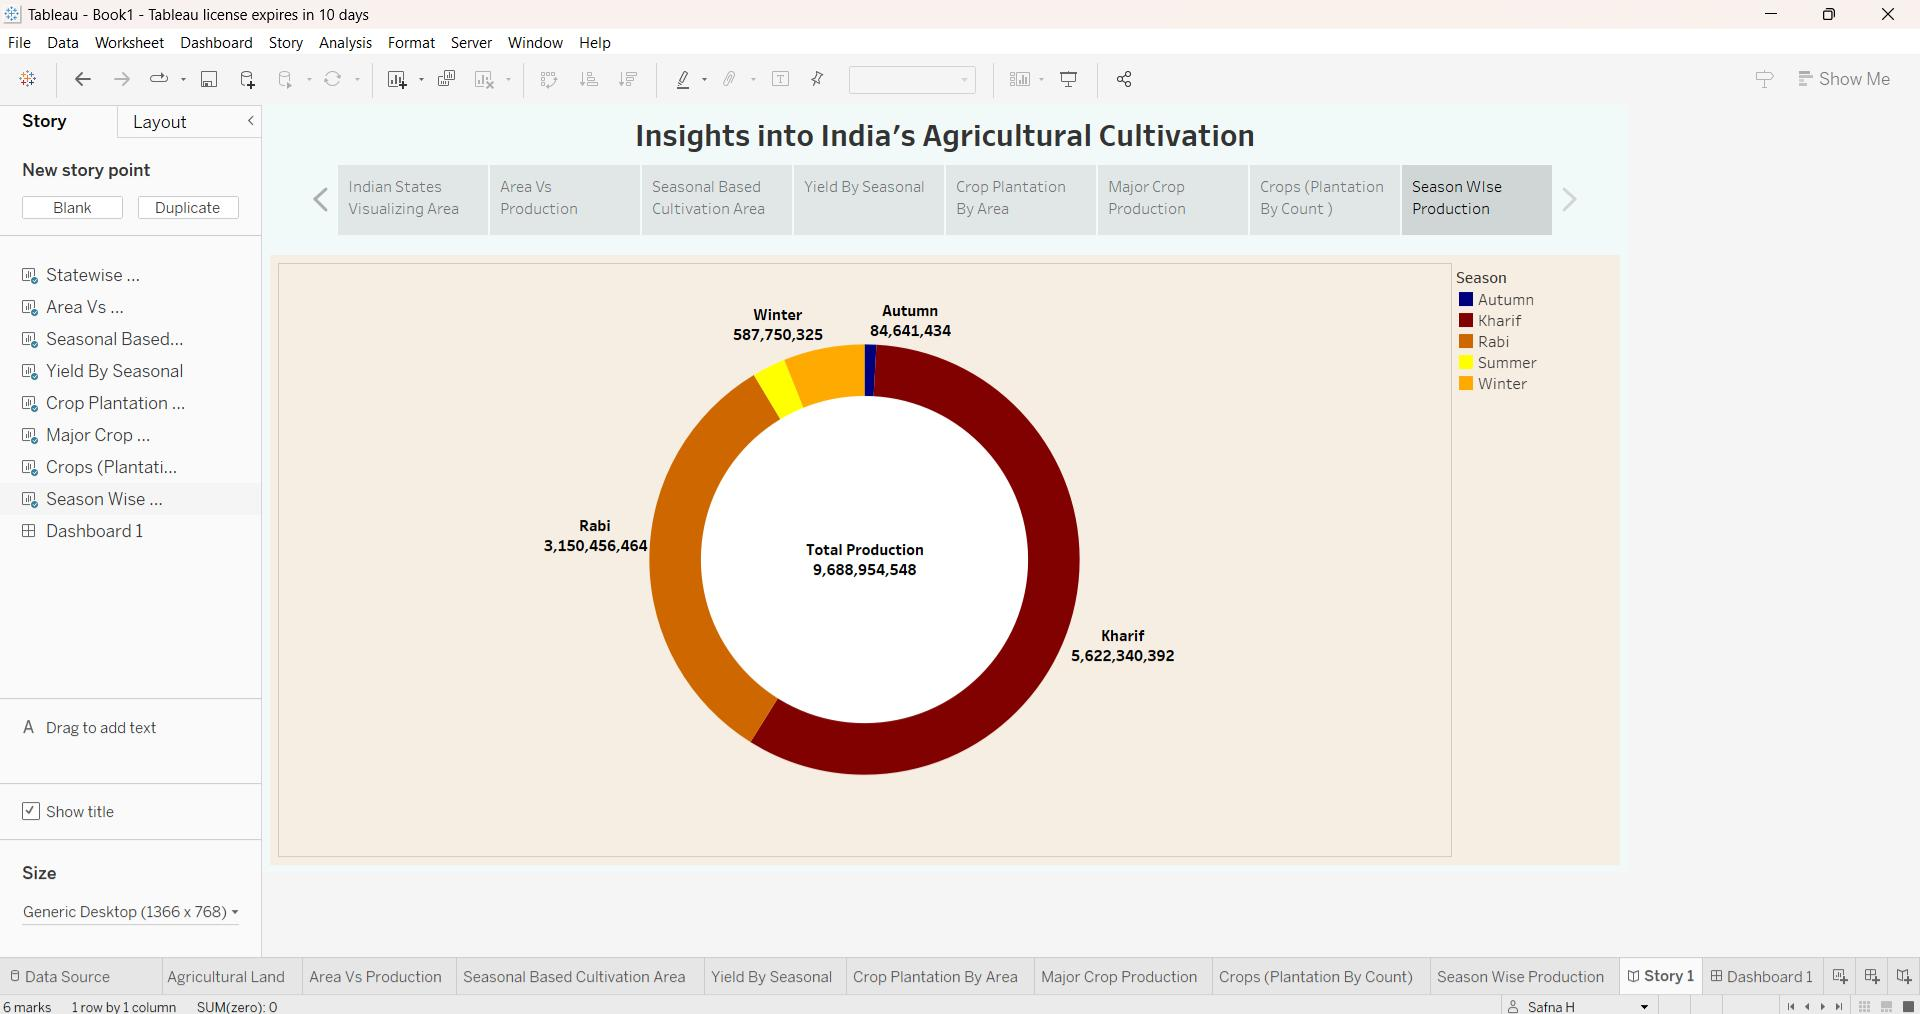 Tableau - Book1 - Tableau license expires in 10 days
File Data Worksheet Dashboard Story Analysis Format Server Window Help
Show Me
Story
Layout
New story point
Blank
Duplicate
Statewise ...
Area Vs ...
Seasonal Based...
Yield By Seasonal
Crop Plantation ...
Major Crop ...
Crops (Plantati...
Season Wise ...
Dashboard 1
A Drag to add text
Show title
Size
Generic Desktop (1366 x 768)
Insights into India’s Agricultural Cultivation
Indian States
Visualizing Area
Area Vs
Production
Seasonal Based
Cultivation Area
Yield By Seasonal
Crop Plantation
By Area
Major Crop
Production
Crops (Plantation
By Count )
Season WIse
Production
Winter
587,750,325
Autumn
84,641,434
Rabi
3,150,456,464
Total Production
9,688,954,548
Kharif
5,622,340,392
Season
Autumn
Kharif
Rabi
Summer
Winter
Data Source
Agricultural Land
Area Vs Production
Seasonal Based Cultivation Area
Yield By Seasonal
Crop Plantation By Area
Major Crop Production
Crops (Plantation By Count)
Season Wise Production
Story 1
Dashboard 1
6 marks 1 row by 1 column SUM(zero): 0
Safna H